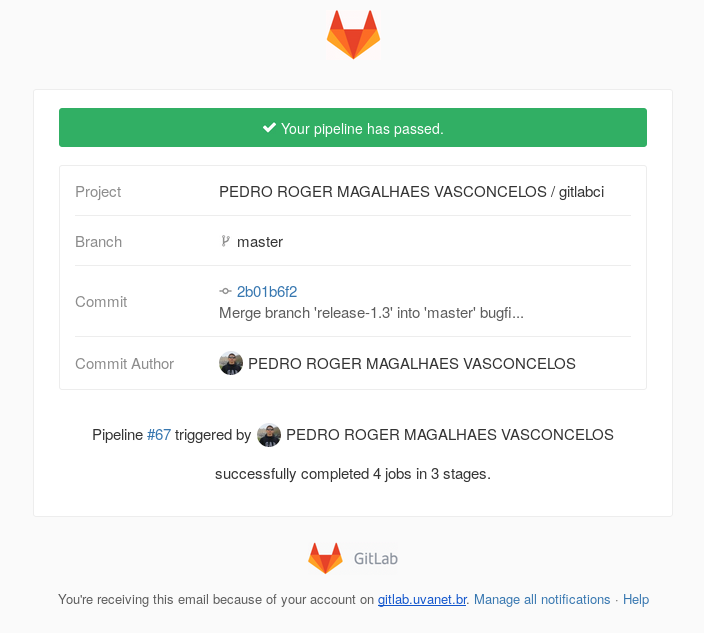 Your pipeline has passed.
Project PEDRO ROGER MAGALHAES VASCONCELOS / gitlabci
Branch master
Commit 2b01b6f2
Merge branch 'release-1.3' into 'master' bugfi...
Commit Author PEDRO ROGER MAGALHAES VASCONCELOS
Pipeline #67 triggered by PEDRO ROGER MAGALHAES VASCONCELOS
successfully completed 4 jobs in 3 stages.
GitLab
You're receiving this email because of your account on gitlab.uvanet.br. Manage all notifications · Help